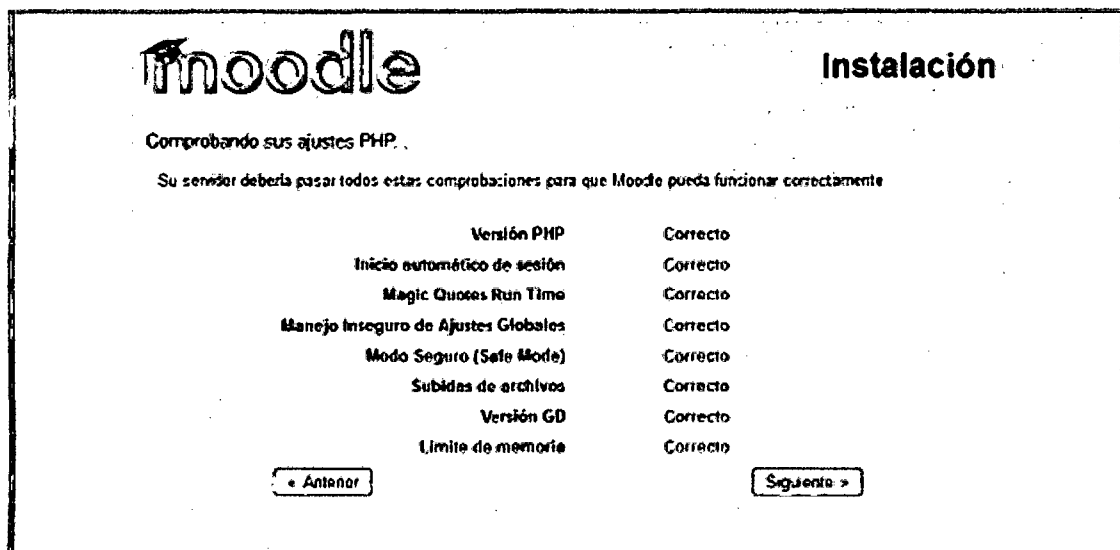 moodle
Instalación
Comprobando sus ajustes PHP.
Su servidor debería pasar todos estas comprobaciones para que Moodle pueda funcionar correctamente
Versión PHP Correcto
Inicio automático de sesión Correcto
Magic Quotes Run Time Correcto
Manejo Inseguro de Ajustes Globales Correcto
Modo Seguro (Safe Mode) Correcto
Subidas de archivos Correcto
Versión GD Correcto
Límite de memoria Correcto
« Anterior
Siguiente »